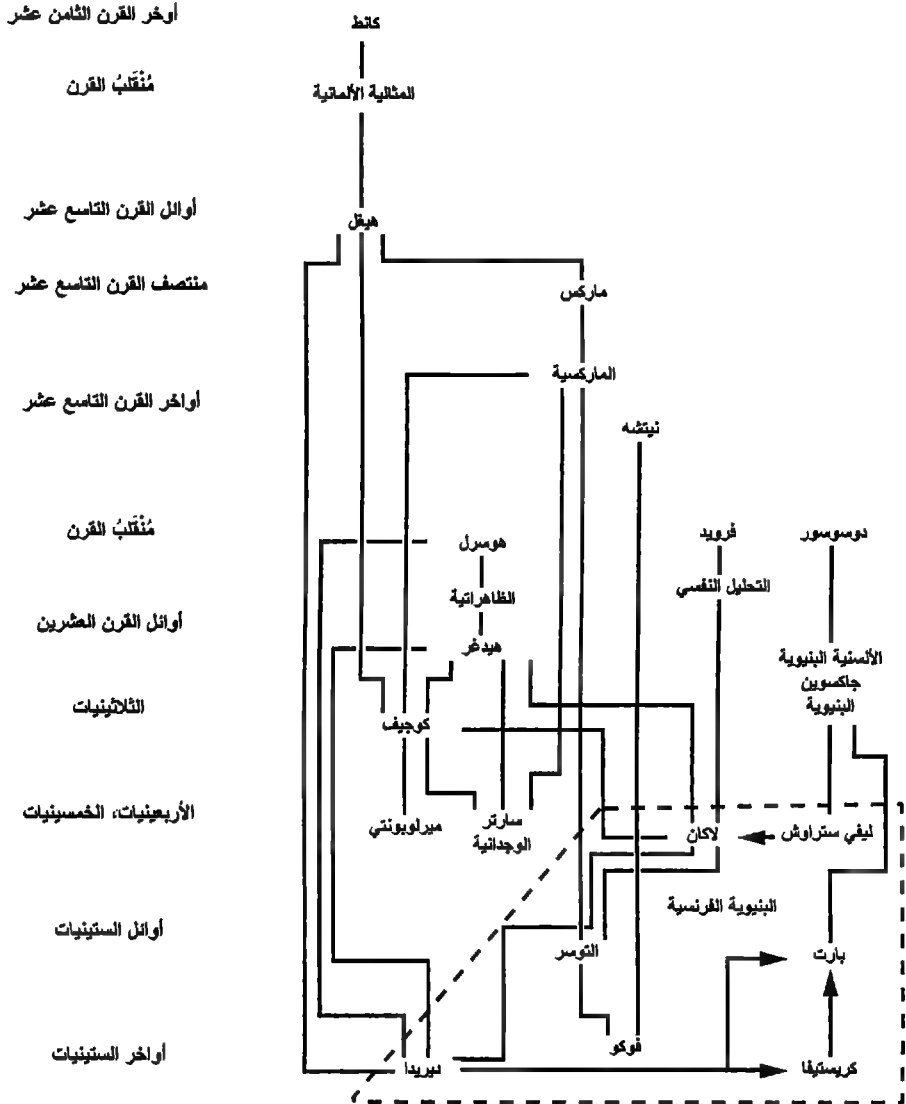 أوخر القرن الثامن عشر
كانط
مُنْقَلَبُ القرن
المثالية الألمانية
أوائل القرن التاسع عشر
هيغل
منتصف القرن التاسع عشر
ماركس
الماركسية
أواخر القرن التاسع عشر
نيتشه
مُنْقَلَبُ القرن
هوسرل
فرويد
دوسوسور
التحليل النفسي
الظاهراتية
أوائل القرن العشرين
هيدغر
الألسنية البنيوية
جاكسوبن
البنيوية
الثلاثينيات
كوجيف
الأربعينيات، الخمسينيات
ميرلوبونتي
سارتر
الوجدانية
لاكان
ليفي ستراوش
البنيوية الفرنسية
أوائل الستينيات
التوسر
بارت
أواخر الستينيات
ديريدا
فوكو
كريستيفا